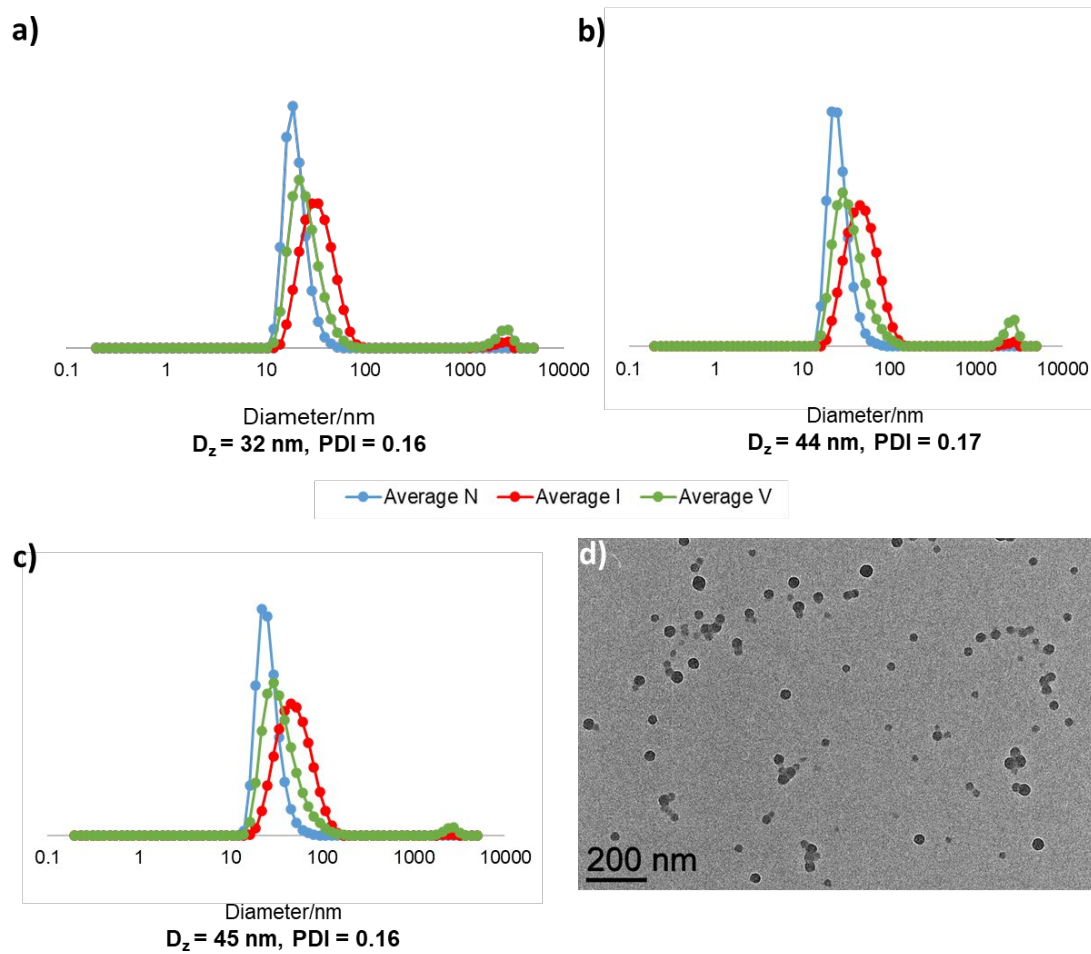 a)
0.1 1 10 100 1000 10000
Diameter/nm
Dz = 32 nm, PDI = 0.16
b)
0.1 1 10 100 1000 10000
Diameter/nm
Dz = 44 nm, PDI = 0.17
Average N Average I Average V
c)
0.1 1 10 100 1000 10000
Diameter/nm
Dz = 45 nm, PDI = 0.16
d)
200 nm